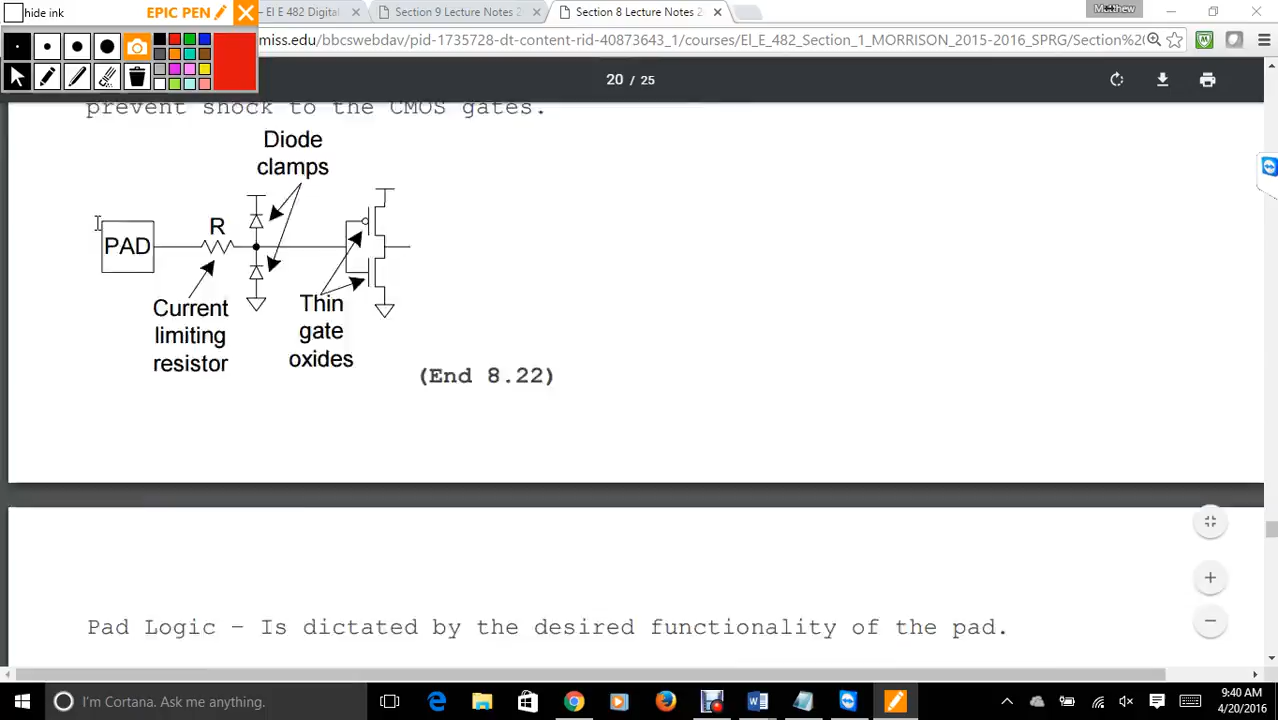 hide ink
EPIC PEN
– El E 482 Digital
Section 9 Lecture Notes 2
Section 8 Lecture Notes 2
Matthew
miss.edu/bbcswebdav/pid-1735728-dt-content-rid-40873643_1/courses/El_E_482_Section_1_MORRISON_2015-2016_SPRG/Section%2(
20 / 25
prevent shock to the CMOS gates.
Diode
clamps
R
PAD
Current
limiting
resistor
Thin
gate
oxides
(End 8.22)
Pad Logic – Is dictated by the desired functionality of the pad.
I'm Cortana. Ask me anything.
9:40 AM
4/20/2016